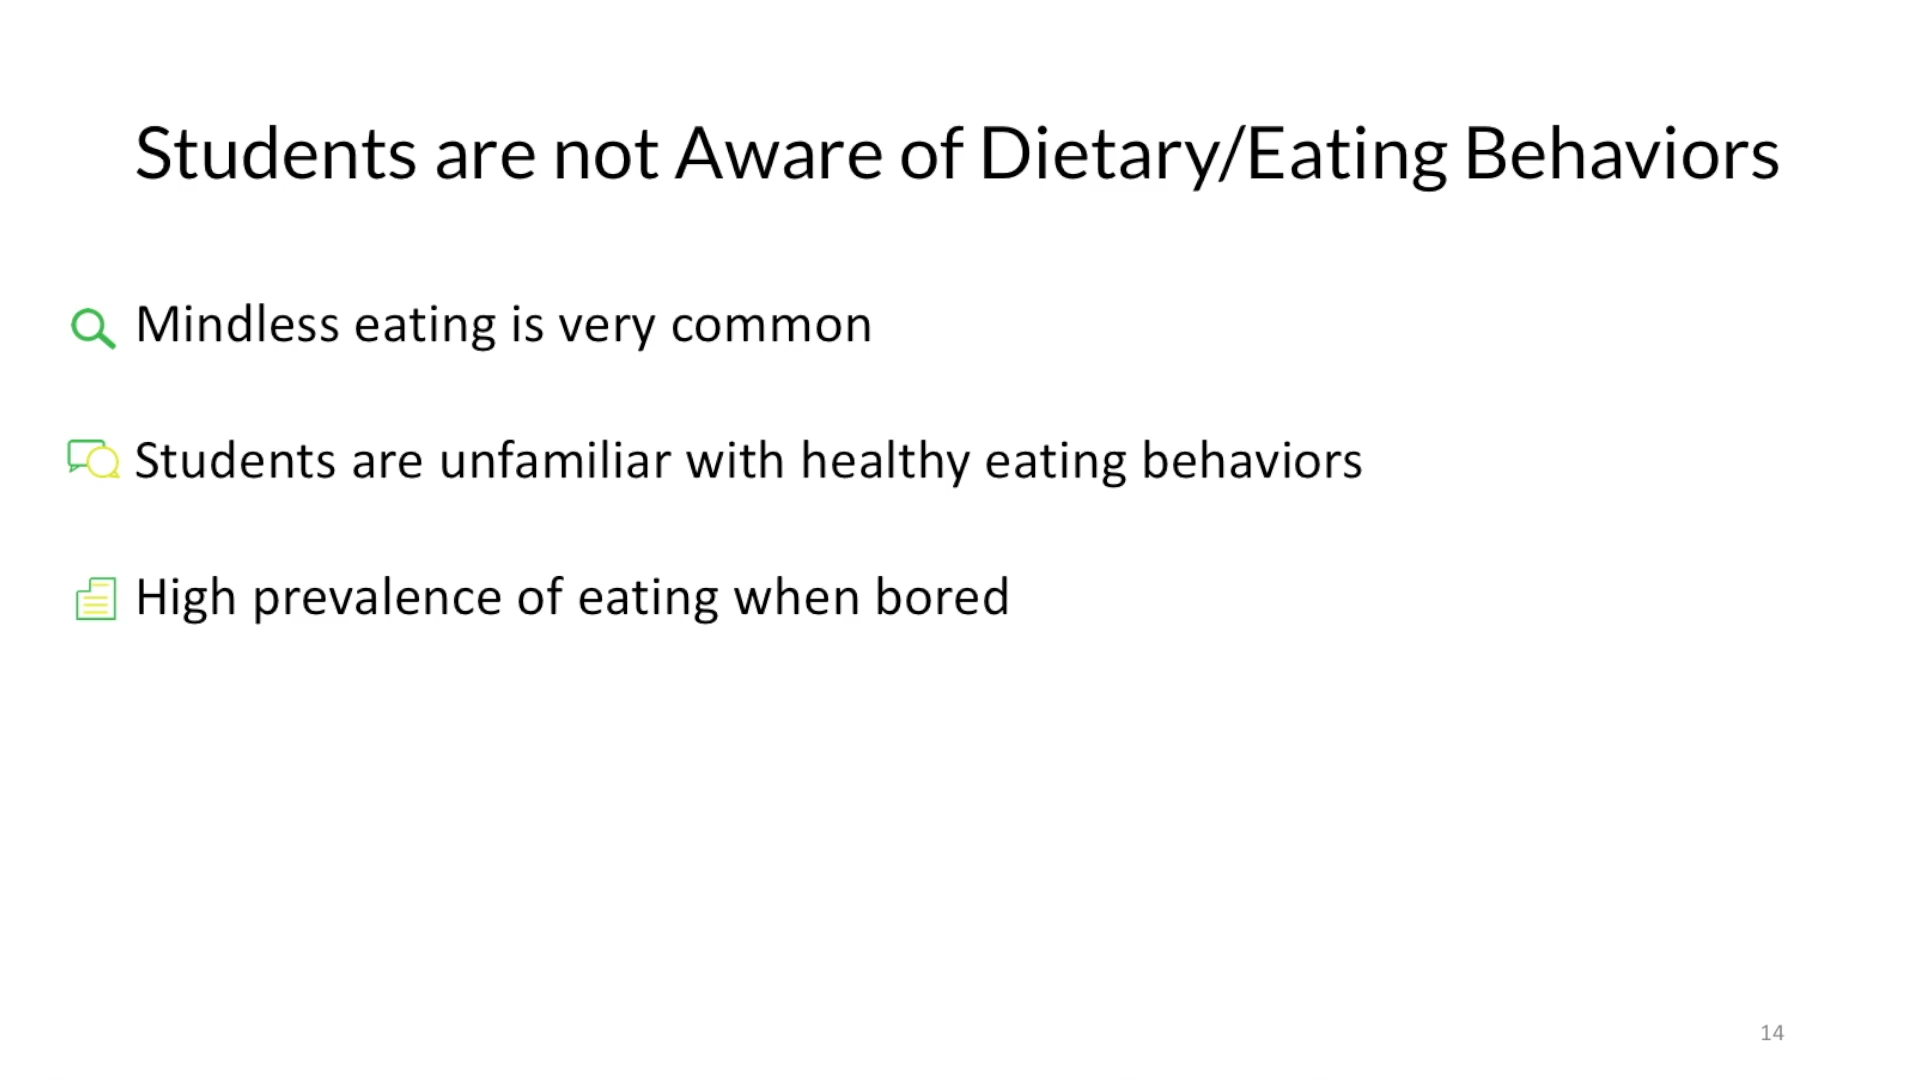 Students are not Aware of Dietary/Eating Behaviors
Mindless eating is very common
Students are unfamiliar with healthy eating behaviors
High prevalence of eating when bored
14